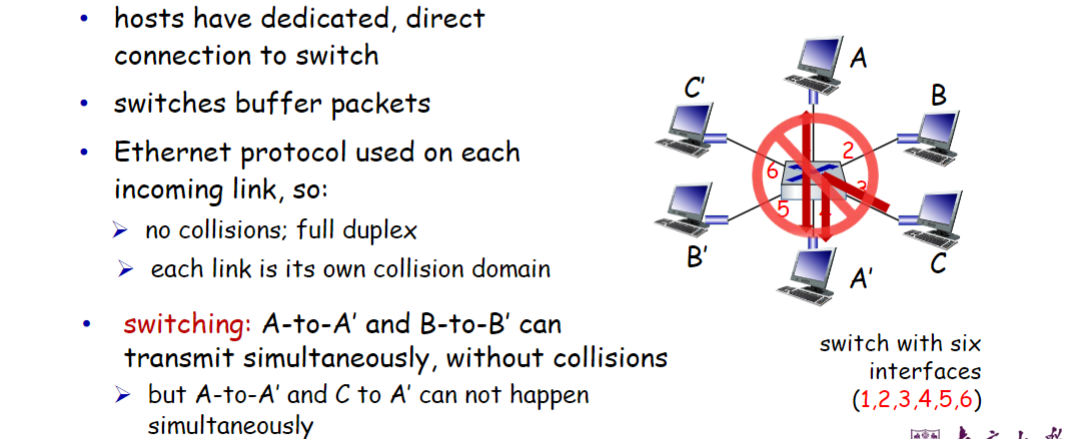 • hosts have dedicated, direct
connection to switch
• switches buffer packets
• Ethernet protocol used on each
incoming link, so:
➢ no collisions; full duplex
➢ each link is its own collision domain
• switching: A-to-A' and B-to-B' can
transmit simultaneously, without collisions
➢ but A-to-A' and C to A' can not happen
simultaneously
A
C'
B
2
6
3
5
B'
C
A'
switch with six
interfaces
(1,2,3,4,5,6)